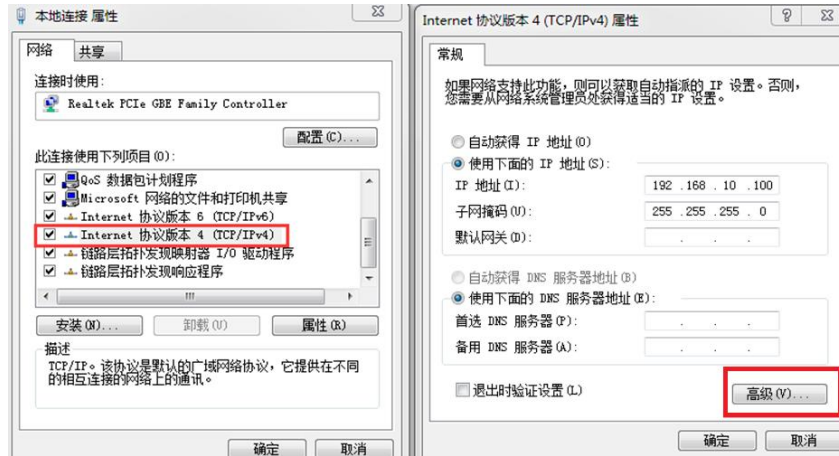 本地连接 属性
网络
共享
连接时使用:
Realtek PCIe GBE Family Controller
配置(C)...
此连接使用下列项目(O):
QoS 数据包计划程序
Microsoft 网络的文件和打印机共享
Internet 协议版本 6 (TCP/IPv6)
Internet 协议版本 4 (TCP/IPv4)
链路层拓扑发现映射器 I/O 驱动程序
链路层拓扑发现响应程序
安装(N)...
卸载(U)
属性(R)
描述
TCP/IP。该协议是默认的广域网络协议，它提供在不同
的相互连接的网络上的通讯。
确定
取消
Internet 协议版本 4 (TCP/IPv4) 属性
常规
如果网络支持此功能，则可以获取自动指派的 IP 设置。否则，
您需要从网络系统管理员处获得适当的 IP 设置。
自动获得 IP 地址(O)
使用下面的 IP 地址(S):
IP 地址(I):
192 .168 . 10 .100
子网掩码(U):
255 .255 .255 . 0
默认网关(D):
自动获得 DNS 服务器地址(B)
使用下面的 DNS 服务器地址(E):
首选 DNS 服务器(P):
备用 DNS 服务器(A):
退出时验证设置(L)
高级(V)...
确定
取消